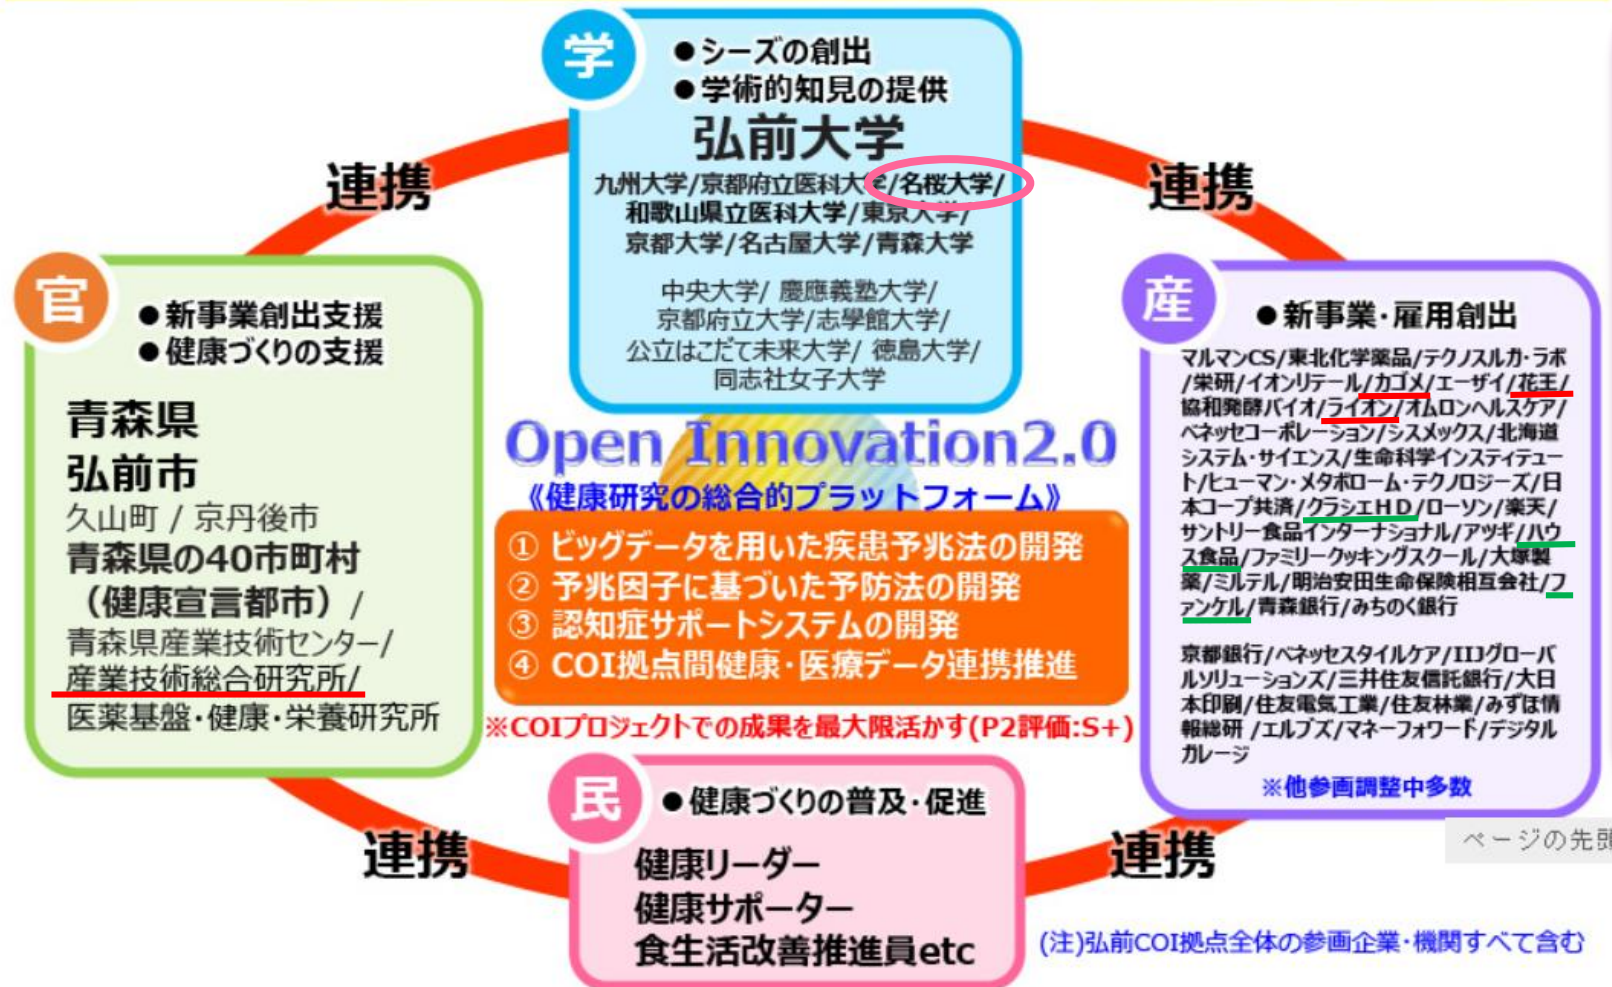 学
●シーズの創出
●学術的知見の提供
弘前大学
九州大学/京都府立医科大学/名桜大学/
和歌山県立医科大学/東京大学/
京都大学/名古屋大学/青森大学
中央大学/ 慶應義塾大学/
京都府立大学/志學館大学/
公立はこだて未来大学/ 徳島大学/
同志社女子大学
連携
連携
官
●新事業創出支援
●健康づくりの支援
青森県
弘前市
久山町 / 京丹後市
青森県の40市町村
（健康宣言都市）/
青森県産業技術センター/
産業技術総合研究所/
医薬基盤・健康・栄養研究所
Open Innovation2.0
《健康研究の総合的プラットフォーム》
① ビッグデータを用いた疾患予兆法の開発
② 予兆因子に基づいた予防法の開発
③ 認知症サポートシステムの開発
④ COI拠点間健康・医療データ連携推進
※COIプロジェクトでの成果を最大限活かす(P2評価:S+)
産
●新事業・雇用創出
マルマンCS/東北化学薬品/テクノスルガ・ラボ
/栄研/イオンリテール/カゴメ/エーザイ/花王/
協和発酵バイオ/ライオン/オムロンヘルスケア/
ベネッセコーポレーション/シスメックス/北海道
システム・サイエンス/生命科学インスティテュー
ト/ヒューマン・メタボローム・テクノロジーズ/日
本コープ共済/クラシエＨＤ/ローソン/楽天/
サントリー食品インターナショナル/アツギ/ハウ
ス食品/ファミリークッキングスクール/大塚製
薬/ミルテル/明治安田生命保険相互会社/フ
ァンケル/青森銀行/みちのく銀行
京都銀行/ベネッセスタイルケア/IIJグローバ
ルソリューションズ/三井住友信託銀行/大日
本印刷/住友電気工業/住友林業/みずほ情
報総研 /エルブズ/マネーフォワード/デジタル
ガレージ
※他参画調整中多数
民
●健康づくりの普及・促進
健康リーダー
健康サポーター
食生活改善推進員etc
連携
連携
ページの先頭
(注)弘前COI拠点全体の参画企業・機関すべて含む